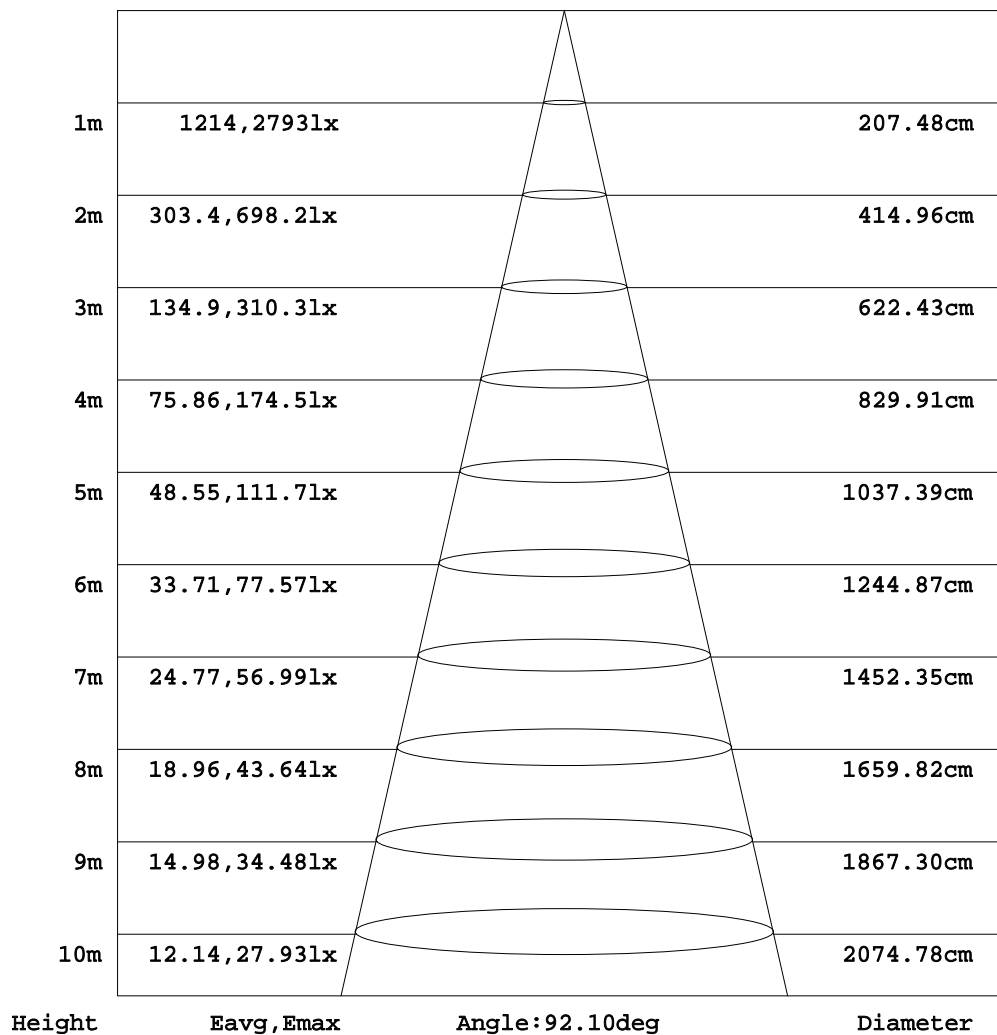 1m 1214,2793lx 207.48cm
2m 303.4,698.2lx 414.96cm
3m 134.9,310.3lx 622.43cm
4m 75.86,174.5lx 829.91cm
5m 48.55,111.7lx 1037.39cm
6m 33.71,77.57lx 1244.87cm
7m 24.77,56.99lx 1452.35cm
8m 18.96,43.64lx 1659.82cm
9m 14.98,34.48lx 1867.30cm
10m 12.14,27.93lx 2074.78cm
Height Eavg,Emax Angle:92.10deg Diameter